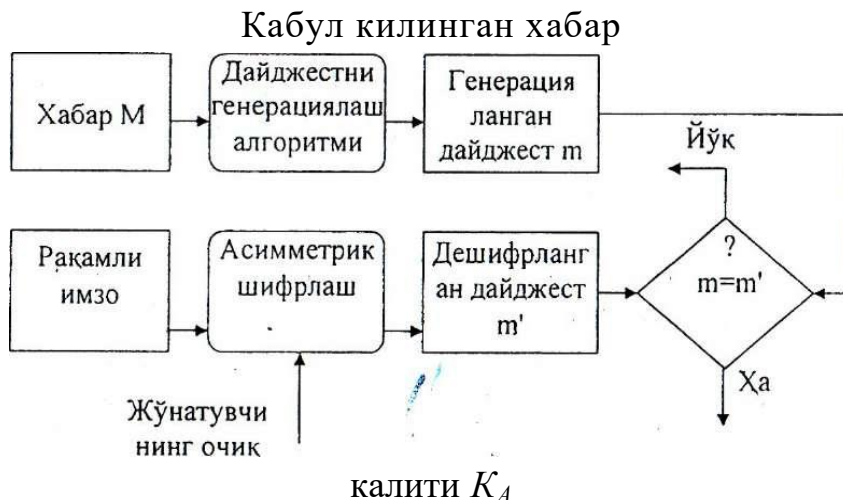 Кабул килинган хабар
Хабар М
Дайджестни
генерациялаш
алгоритми
Генерация
ланган
дайджест m
Йўк
Рақамли
имзо
Асимметрик
шифрлаш
Дешифрланг
ан дайджест
m'
?
m=m'
Ҳа
Жўнатувчи
нинг очик
калити K_A